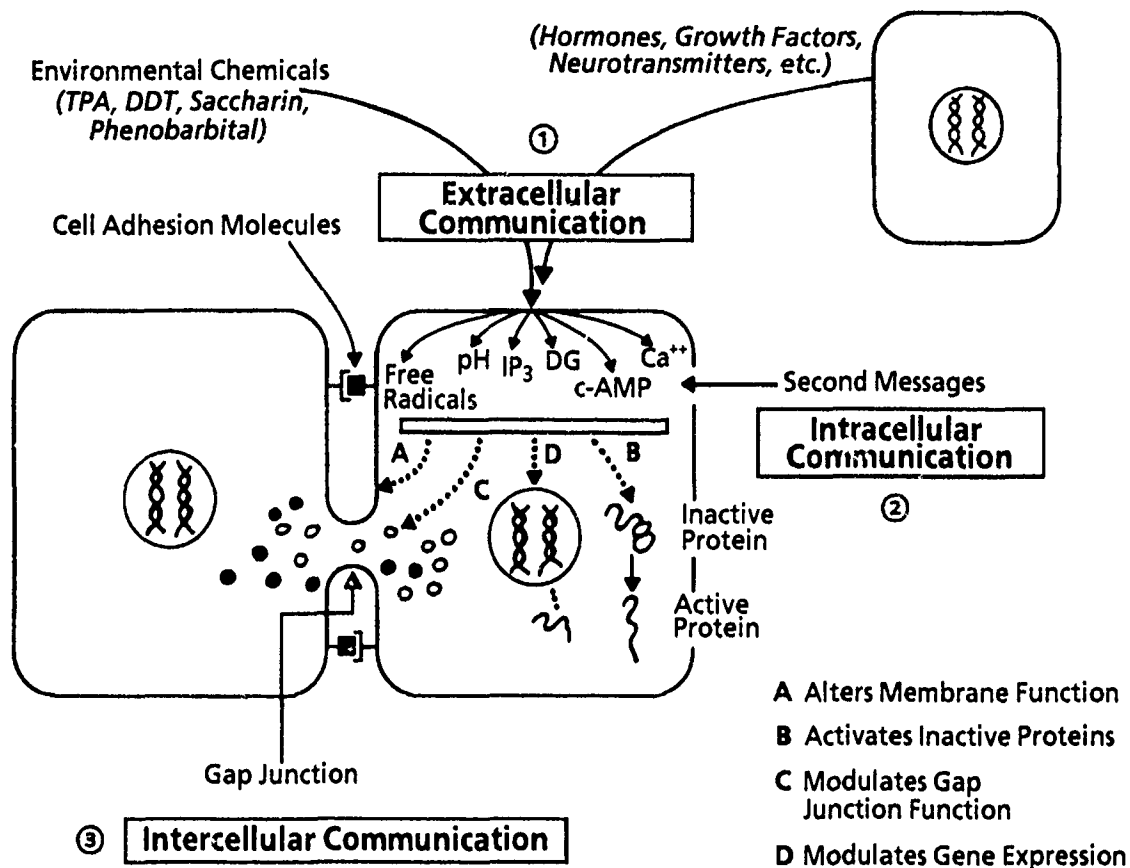 Environmental Chemicals
(TPA, DDT, Saccharin,
Phenobarbital)
(Hormones, Growth Factors,
Neurotransmitters, etc.)
①
Extracellular
Communication
Cell Adhesion Molecules
Free
Radicals
pH
IP₃
DG
c-AMP
Ca⁺⁺
Second Messages
Intracellular
Communication
②
A
C
D
B
Inactive
Protein
Active
Protein
Gap Junction
③ Intercellular Communication
A Alters Membrane Function
B Activates Inactive Proteins
C Modulates Gap
Junction Function
D Modulates Gene Expression